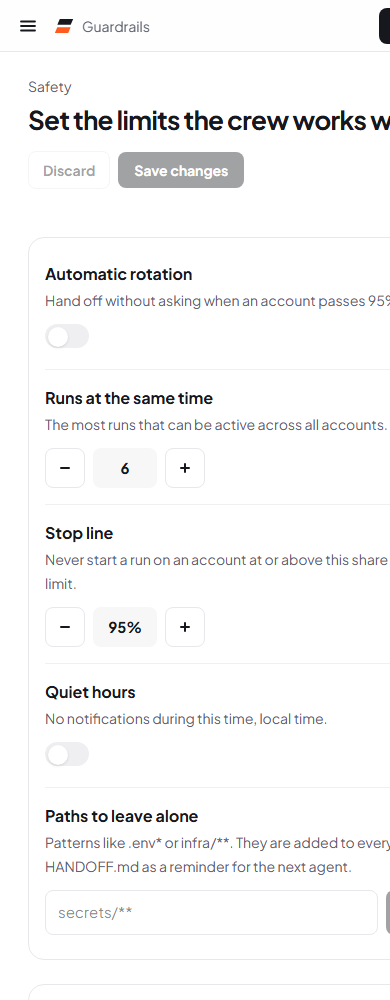 Guardrails
Safety
Set the limits the crew works w
Discard
Save changes
Automatic rotation
Hand off without asking when an account passes 95%
Runs at the same time
The most runs that can be active across all accounts.
6
Stop line
Never start a run on an account at or above this share
limit.
95%
Quiet hours
No notifications during this time, local time.
Paths to leave alone
Patterns like .env* or infra/**. They are added to every
HANDOFF.md as a reminder for the next agent.
secrets/**